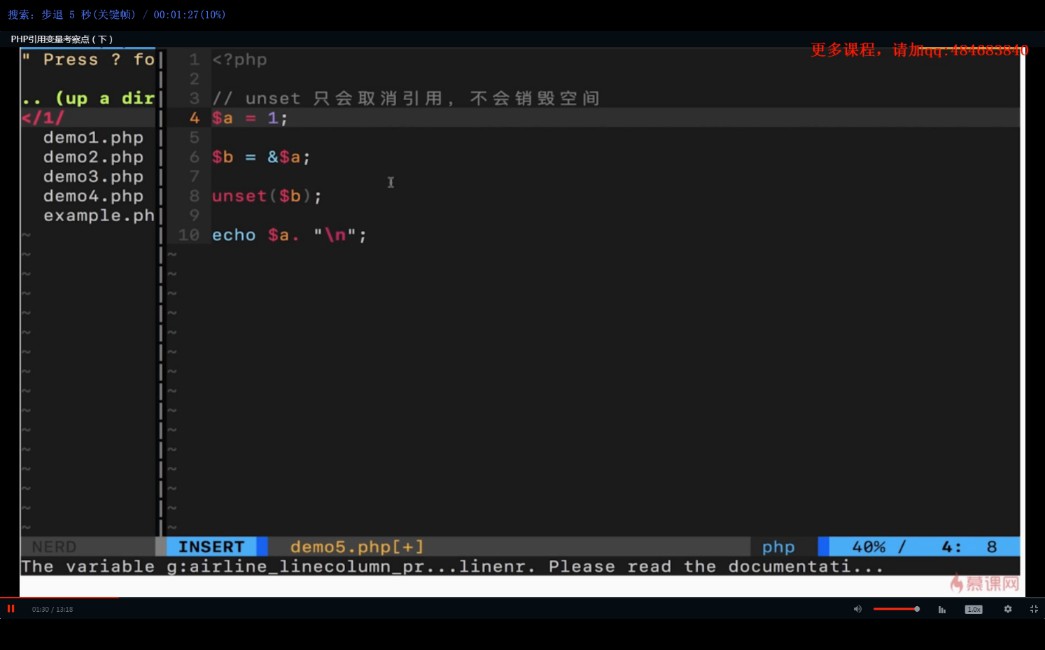 搜索: 步退 5 秒(关键帧) / 00:01:27(10%)
PHP引用变量考察点(下)
更多课程，请加qq:484683840
" Press ? fo
.. (up a dir
</1/
demo1.php
demo2.php
demo3.php
demo4.php
example.ph
1 <?php
2
3 // unset 只会取消引用，不会销毁空间
4 $a = 1;
5
6 $b = &$a;
7
8 unset($b);
9
10 echo $a. "\n";
NERD
INSERT demo5.php[+] php 40% / 4: 8
The variable g:airline_linecolumn_pr...linenr. Please read the documentati...
慕课网
01:30 / 13:18
1.0x